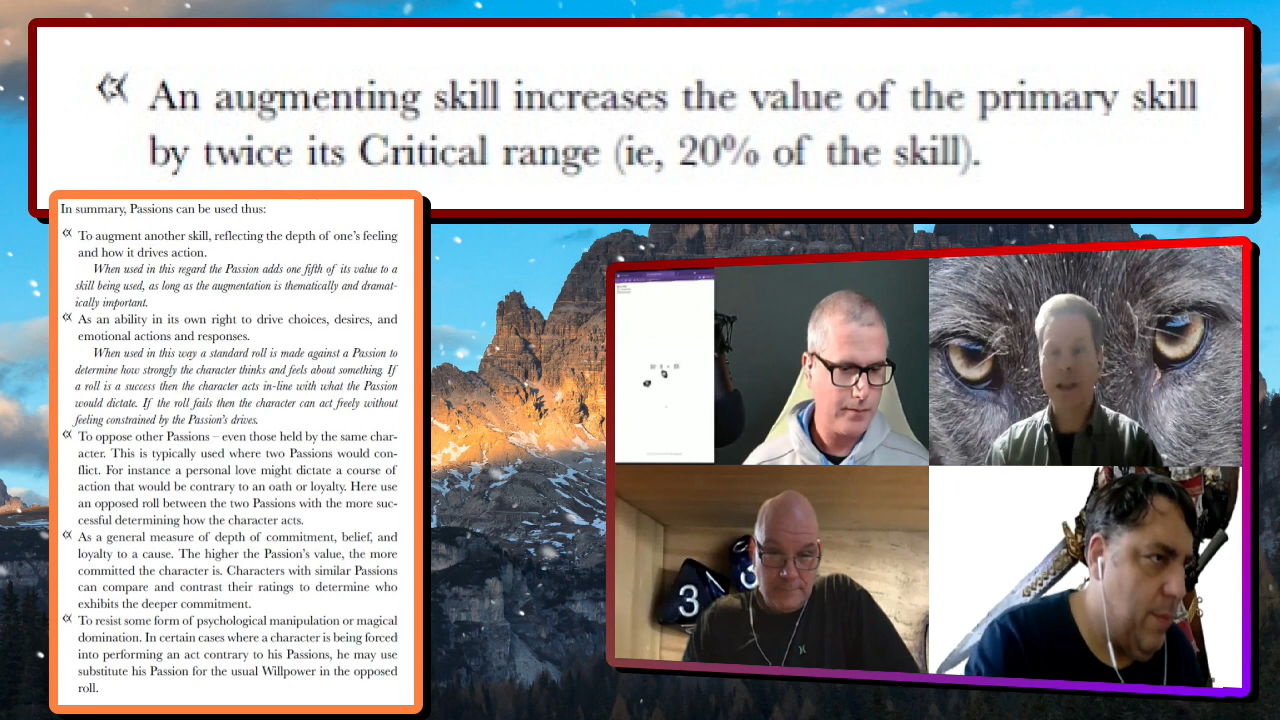 An augmenting skill increases the value of the primary skill
by twice its Critical range (ie, 20% of the skill).
In summary, Passions can be used thus:
To augment another skill, reflecting the depth of one's feeling
and how it drives action.
When used in this regard the Passion adds one fifth of its value to a
skill being used, as long as the augmentation is thematically and dramat-
ically important.
As an ability in its own right to drive choices, desires, and
emotional actions and responses.
When used in this way a standard roll is made against a Passion to
determine how strongly the character thinks and feels about something. If
a roll is a success then the character acts in-line with what the Passion
would dictate. If the roll fails then the character can act freely without
feeling constrained by the Passion's drives.
To oppose other Passions – even those held by the same char-
acter. This is typically used where two Passions would con-
flict. For instance a personal love might dictate a course of
action that would be contrary to an oath or loyalty. Here use
an opposed roll between the two Passions with the more suc-
cessful determining how the character acts.
As a general measure of depth of commitment, belief, and
loyalty to a cause. The higher the Passion's value, the more
committed the character is. Characters with similar Passions
can compare and contrast their ratings to determine who
exhibits the deeper commitment.
To resist some form of psychological manipulation or magical
domination. In certain cases where a character is being forced
into performing an act contrary to his Passions, he may use
substitute his Passion for the usual Willpower in the opposed
roll.
3
3